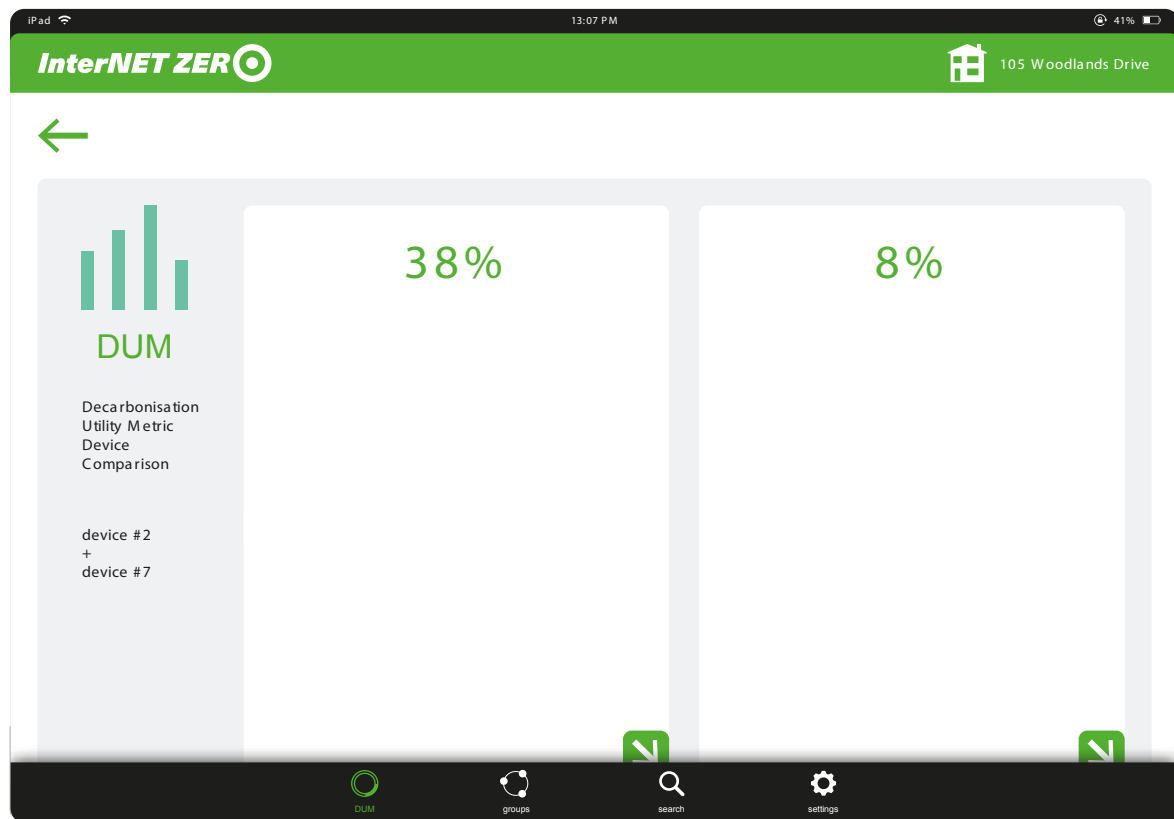 iPad 13:07 PM 41%
InterNET ZERO
105 Woodlands Drive
38%
8%
DUM
Decarbonisation
Utility Metric
Device
Comparison
device #2
+
device #7
DUM groups search settings